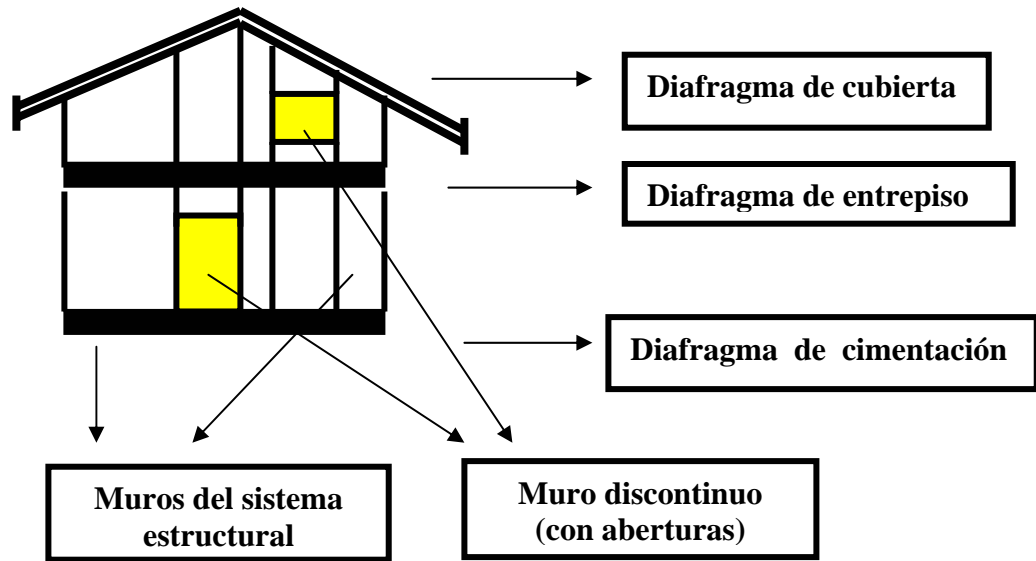 Diafragma de cubierta
Diafragma de entrepiso
Diafragma de cimentación
Muros del sistema
estructural
Muro discontinuo
(con aberturas)